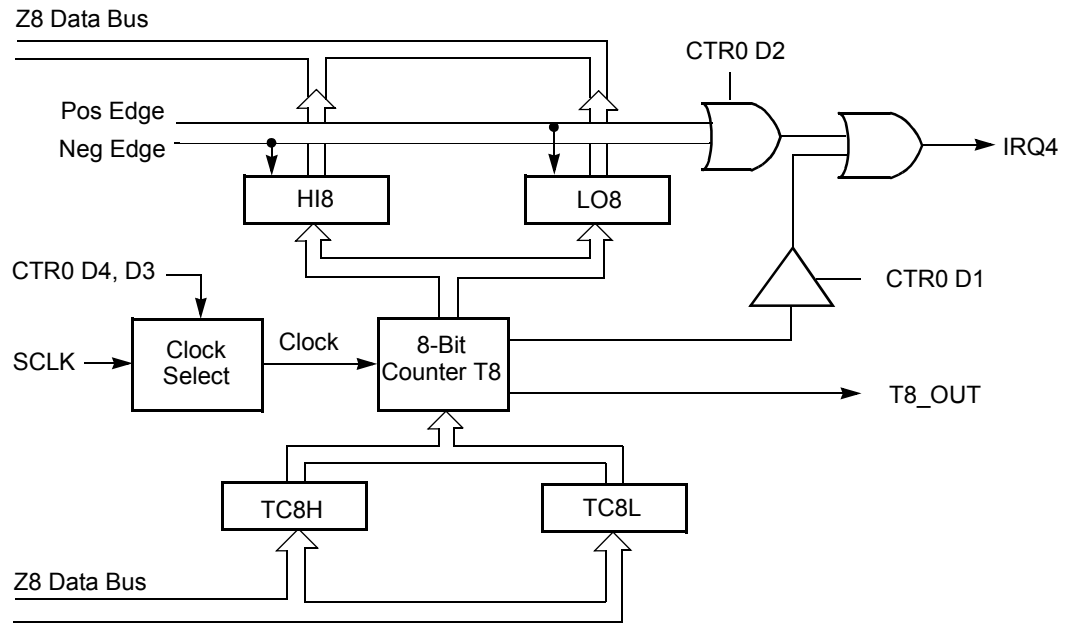 Z8 Data Bus
CTR0 D2
Pos Edge
Neg Edge
IRQ4
HI8
LO8
CTR0 D4, D3
CTR0 D1
SCLK
Clock
Select
Clock
8-Bit
Counter T8
T8_OUT
TC8H
TC8L
Z8 Data Bus